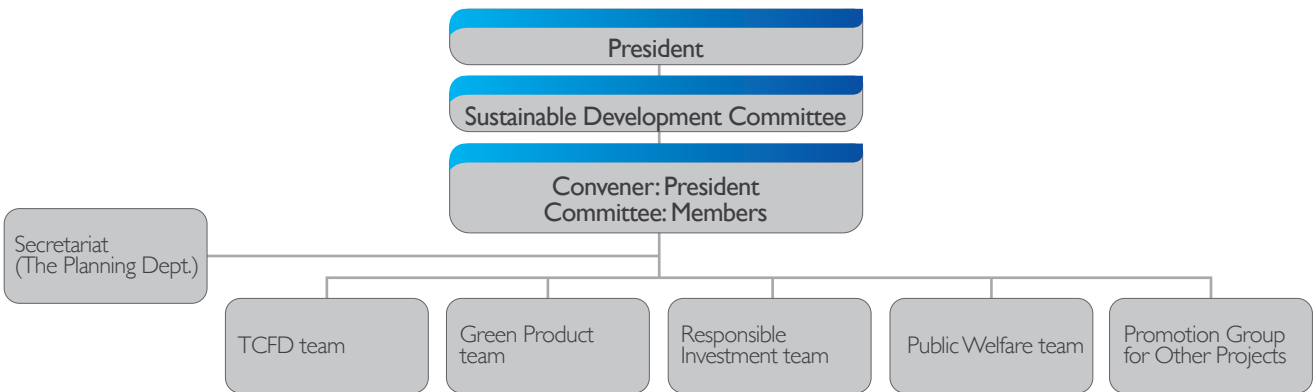 President
Sustainable Development Committee
Convener: President
Committee: Members
Secretariat
(The Planning Dept.)
TCFD team
Green Product
team
Responsible
Investment team
Public Welfare team
Promotion Group
for Other Projects